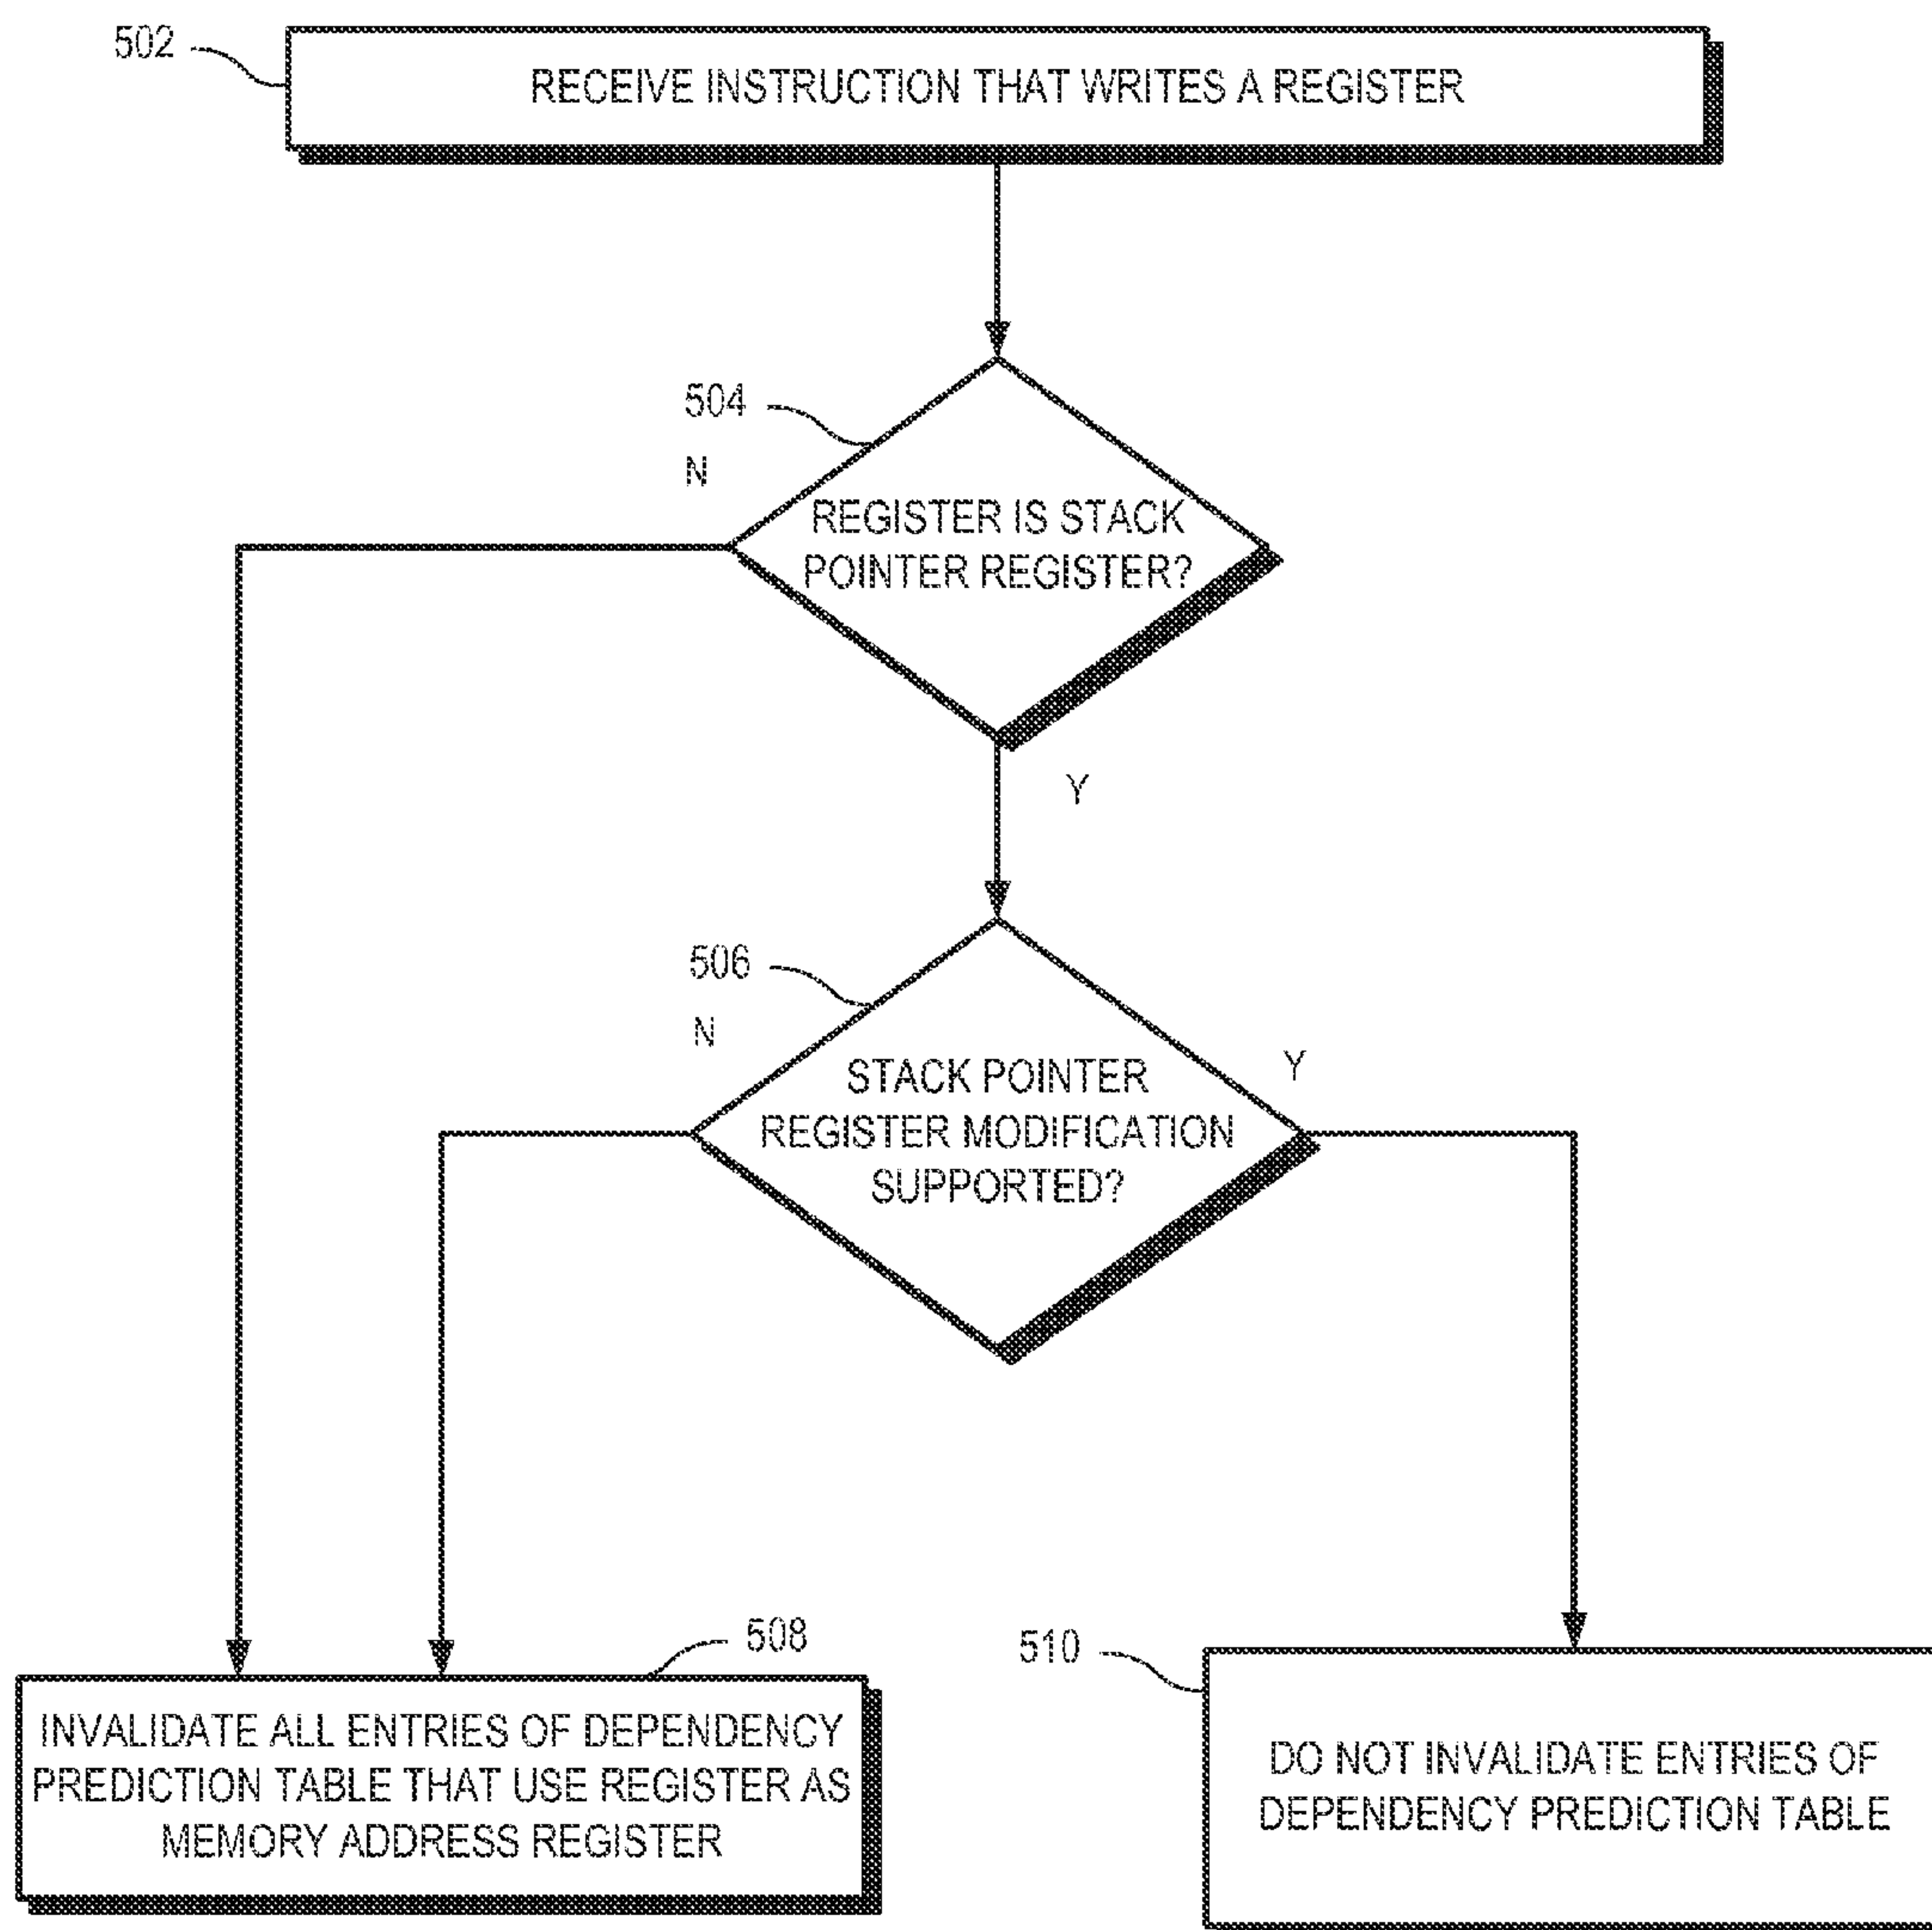 502
RECEIVE INSTRUCTION THAT WRITES A REGISTER
504
N
REGISTER IS STACK
POINTER REGISTER?
Y
506
N
STACK POINTER
REGISTER MODIFICATION
SUPPORTED?
Y
508
INVALIDATE ALL ENTRIES OF DEPENDENCY
PREDICTION TABLE THAT USE REGISTER AS
MEMORY ADDRESS REGISTER
510
DO NOT INVALIDATE ENTRIES OF
DEPENDENCY PREDICTION TABLE